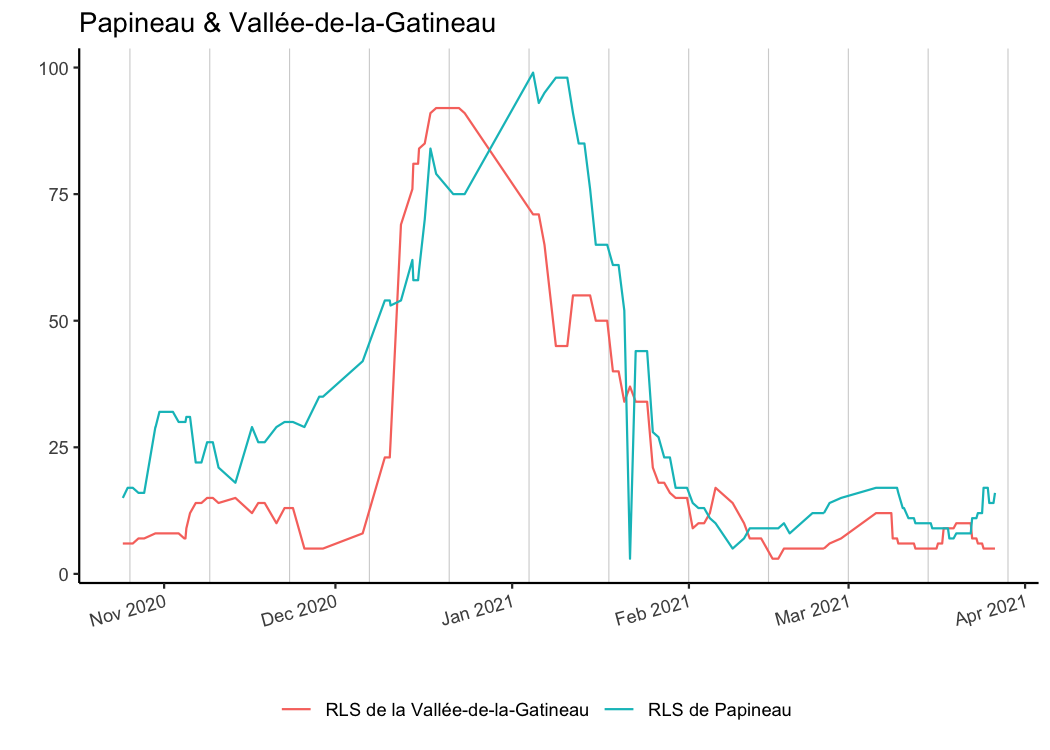 Papineau & Vallée-de-la-Gatineau
100
75
50
25
0
Nov 2020
Dec 2020
Jan 2021
Feb 2021
Mar 2021
Apr 2021
RLS de la Vallée-de-la-Gatineau
RLS de Papineau